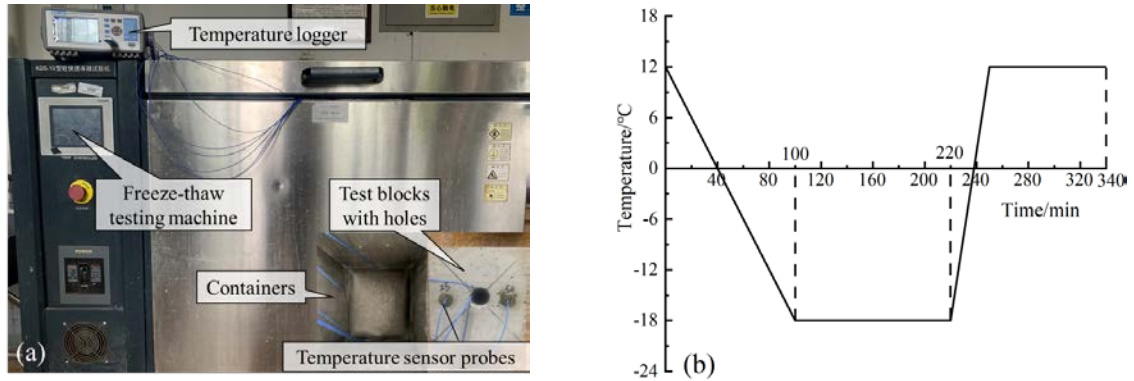 Temperature logger
Freeze-thaw
testing machine
Test blocks
with holes
Containers
Temperature sensor probes
(a)
12
6
0
-6
-12
-18
-24
Temperature/℃
100
220
40
80
120
160
200
240
280
320
340
Time/min
(b)